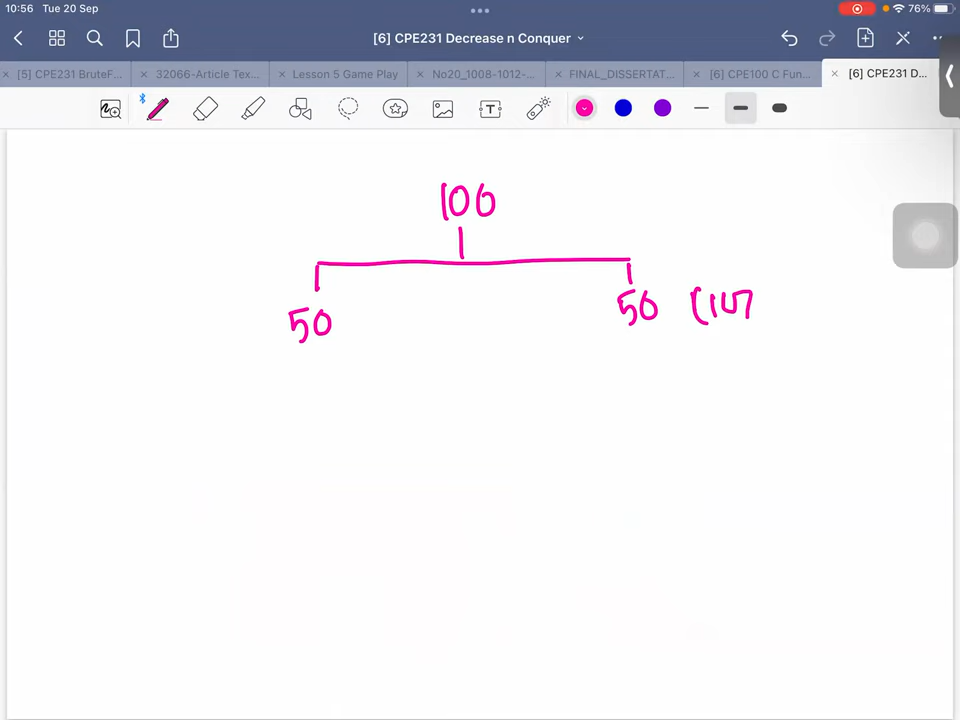 10:56 Tue 20 Sep
76%
[6] CPE231 Decrease n Conquer
[5] CPE231 BruteF...
32066-Article Tex...
Lesson 5 Game Play
No20_1008-1012-...
FINAL_DISSERTAT...
[6] CPE100 C Fun...
[6] CPE231 D...
100
50
50